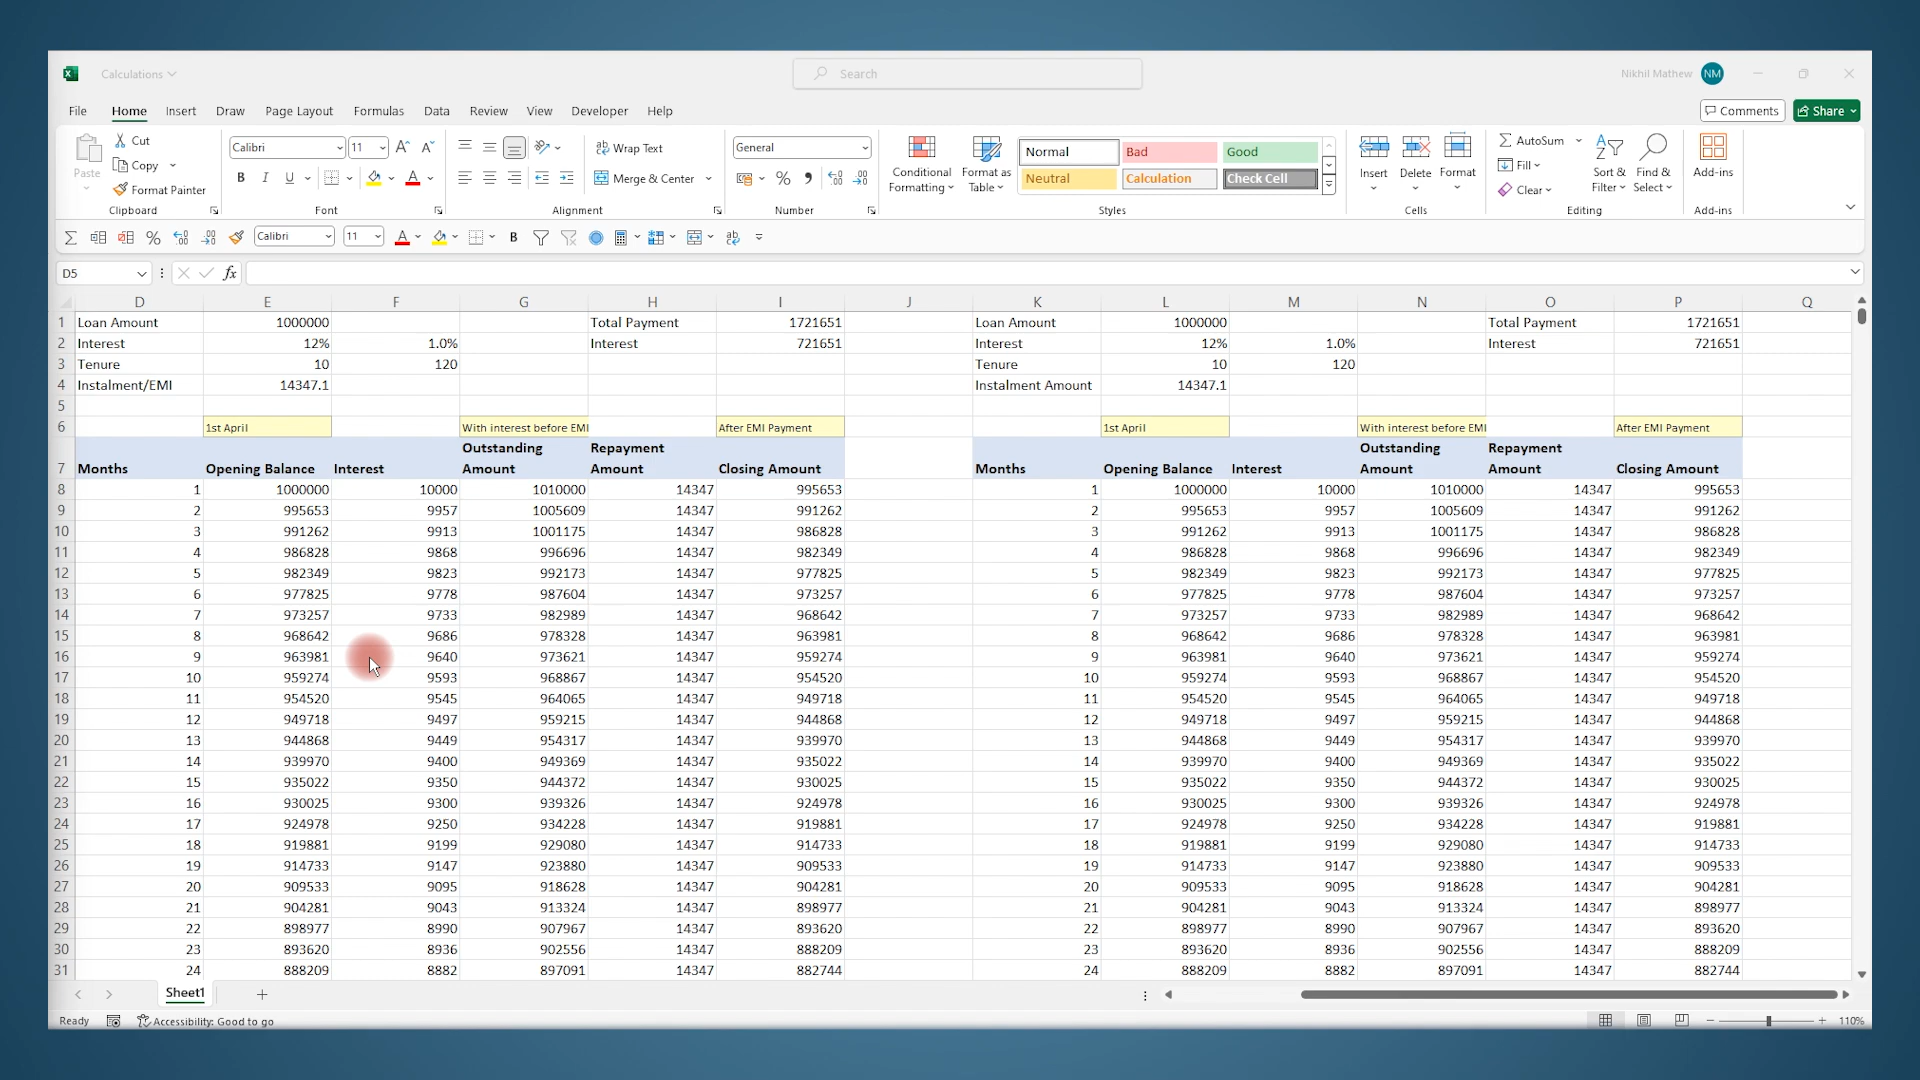 Calculations
Search
Nikhil Mathew NM
File Home Insert Draw Page Layout Formulas Data Review View Developer Help
Comments Share
Paste
Cut
Copy
Format Painter
Clipboard
Calibri 11
B I U
Font
Wrap Text
Merge & Center
Alignment
General
Number
Conditional Formatting
Format as Table
Normal Bad Good
Neutral Calculation Check Cell
Styles
Insert Delete Format
Cells
AutoSum
Fill
Clear
Sort & Filter
Find & Select
Editing
Add-ins
Add-ins
Calibri 11 B
D5 fx
D E F G H I J K L M N O P Q
1 Loan Amount 1000000 Total Payment 1721651 Loan Amount 1000000 Total Payment 1721651
2 Interest 12% 1.0% Interest 721651 Interest 12% 1.0% Interest 721651
3 Tenure 10 120 Tenure 10 120
4 Instalment/EMI 14347.1 Instalment Amount 14347.1
5
6 1st April With interest before EMI After EMI Payment 1st April With interest before EMI After EMI Payment
Outstanding Repayment Outstanding Repayment
7 Months Opening Balance Interest Amount Amount Closing Amount Months Opening Balance Interest Amount Amount Closing Amount
8 1 1000000 10000 1010000 14347 995653 1 1000000 10000 1010000 14347 995653
9 2 995653 9957 1005609 14347 991262 2 995653 9957 1005609 14347 991262
10 3 991262 9913 1001175 14347 986828 3 991262 9913 1001175 14347 986828
11 4 986828 9868 996696 14347 982349 4 986828 9868 996696 14347 982349
12 5 982349 9823 992173 14347 977825 5 982349 9823 992173 14347 977825
13 6 977825 9778 987604 14347 973257 6 977825 9778 987604 14347 973257
14 7 973257 9733 982989 14347 968642 7 973257 9733 982989 14347 968642
15 8 968642 9686 978328 14347 963981 8 968642 9686 978328 14347 963981
16 9 963981 9640 973621 14347 959274 9 963981 9640 973621 14347 959274
17 10 959274 9593 968867 14347 954520 10 959274 9593 968867 14347 954520
18 11 954520 9545 964065 14347 949718 11 954520 9545 964065 14347 949718
19 12 949718 9497 959215 14347 944868 12 949718 9497 959215 14347 944868
20 13 944868 9449 954317 14347 939970 13 944868 9449 954317 14347 939970
21 14 939970 9400 949369 14347 935022 14 939970 9400 949369 14347 935022
22 15 935022 9350 944372 14347 930025 15 935022 9350 944372 14347 930025
23 16 930025 9300 939326 14347 924978 16 930025 9300 939326 14347 924978
24 17 924978 9250 934228 14347 919881 17 924978 9250 934228 14347 919881
25 18 919881 9199 929080 14347 914733 18 919881 9199 929080 14347 914733
26 19 914733 9147 923880 14347 909533 19 914733 9147 923880 14347 909533
27 20 909533 9095 918628 14347 904281 20 909533 9095 918628 14347 904281
28 21 904281 9043 913324 14347 898977 21 904281 9043 913324 14347 898977
29 22 898977 8990 907967 14347 893620 22 898977 8990 907967 14347 893620
30 23 893620 8936 902556 14347 888209 23 893620 8936 902556 14347 888209
31 24 888209 8882 897091 14347 882744 24 888209 8882 897091 14347 882744
Sheet1
Ready Accessibility: Good to go 110%